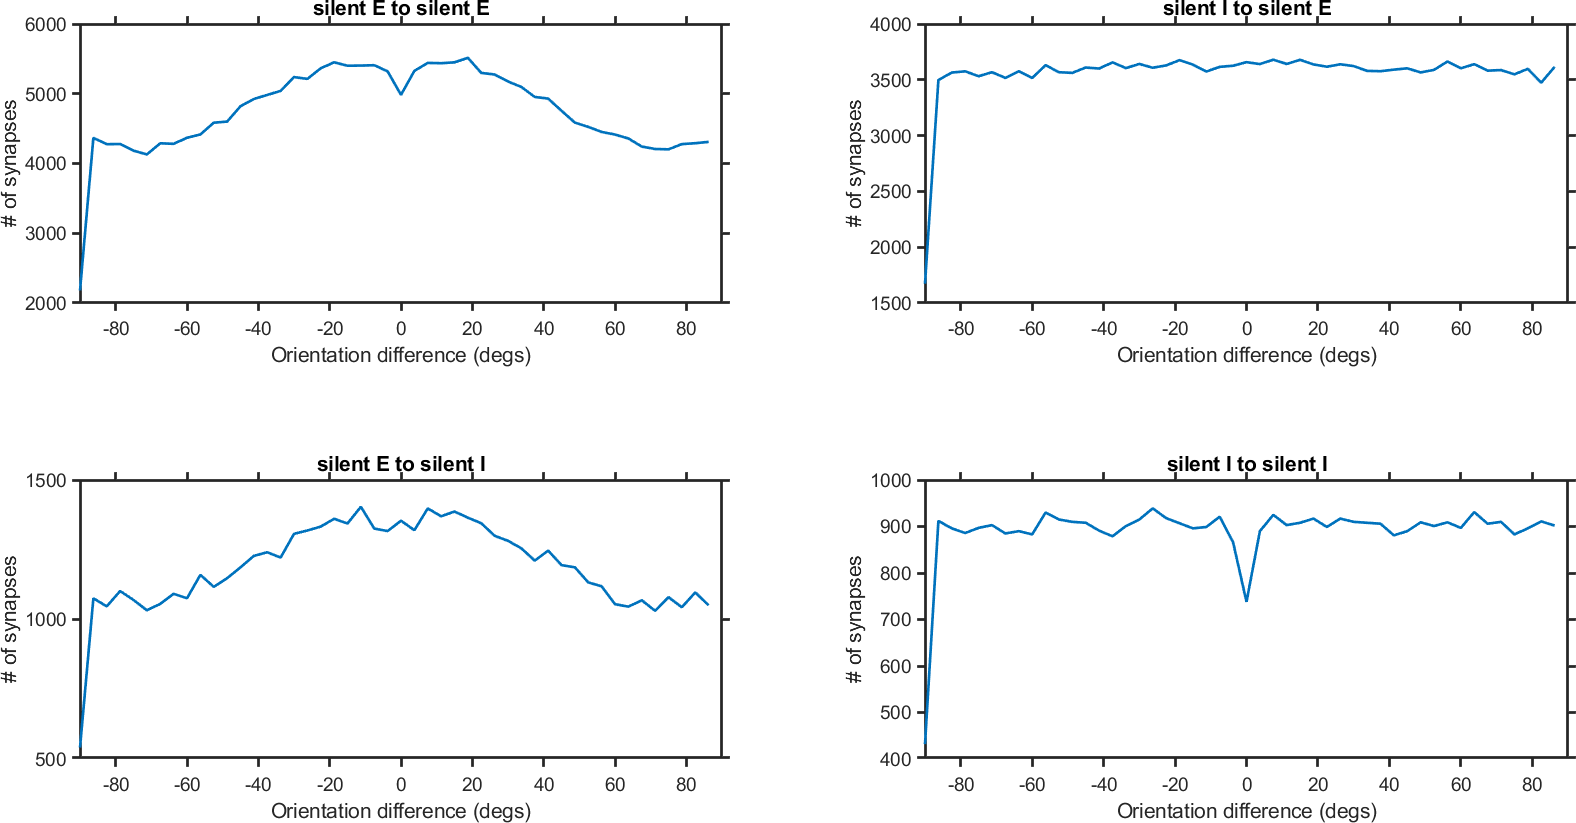 silent E to silent E
6000
5000
4000
3000
2000
# of synapses
-80 -60 -40 -20 0 20 40 60 80
Orientation difference (degs)
silent I to silent E
4000
3500
3000
2500
2000
1500
# of synapses
-80 -60 -40 -20 0 20 40 60 80
Orientation difference (degs)
silent E to silent I
1500
1000
500
# of synapses
-80 -60 -40 -20 0 20 40 60 80
Orientation difference (degs)
silent I to silent I
1000
900
800
700
600
500
400
# of synapses
-80 -60 -40 -20 0 20 40 60 80
Orientation difference (degs)